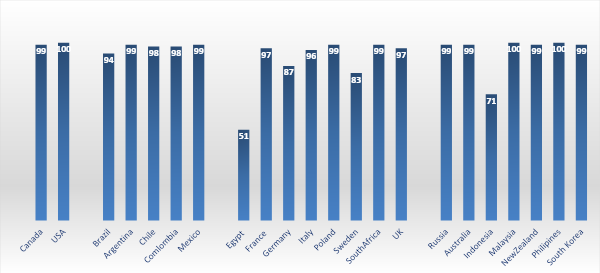 99
100
94
99
98
98
99
51
97
87
96
99
83
99
97
99
99
71
100
99
100
99
Canada
USA
Brazil
Argentina
Chile
Comlombia
Mexico
Egypt
France
Germany
Italy
Poland
Sweden
SouthAfrica
UK
Russia
Australia
Indonesia
Malaysia
NewZealand
Philipines
South Korea